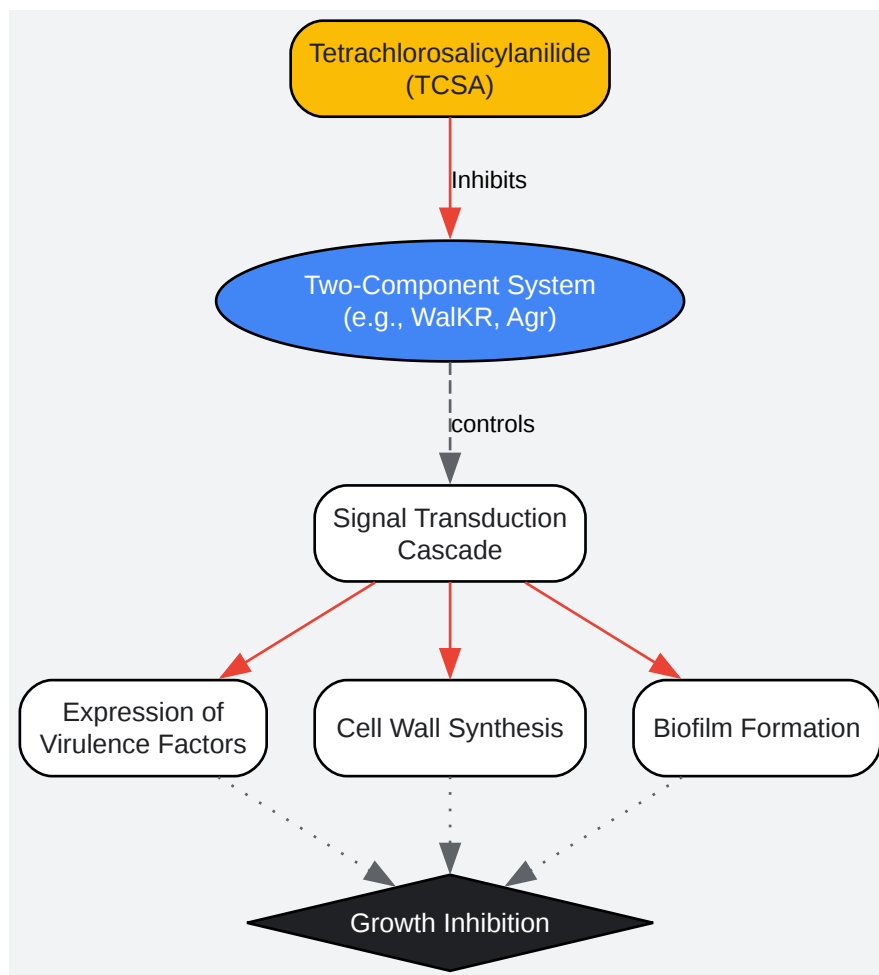 Tetrachlorosalicylanilide
(TCSA)
Inhibits
Two-Component System
(e.g., WalKR, Agr)
controls
Signal Transduction
Cascade
Expression of
Virulence Factors
Cell Wall Synthesis
Biofilm Formation
Growth Inhibition